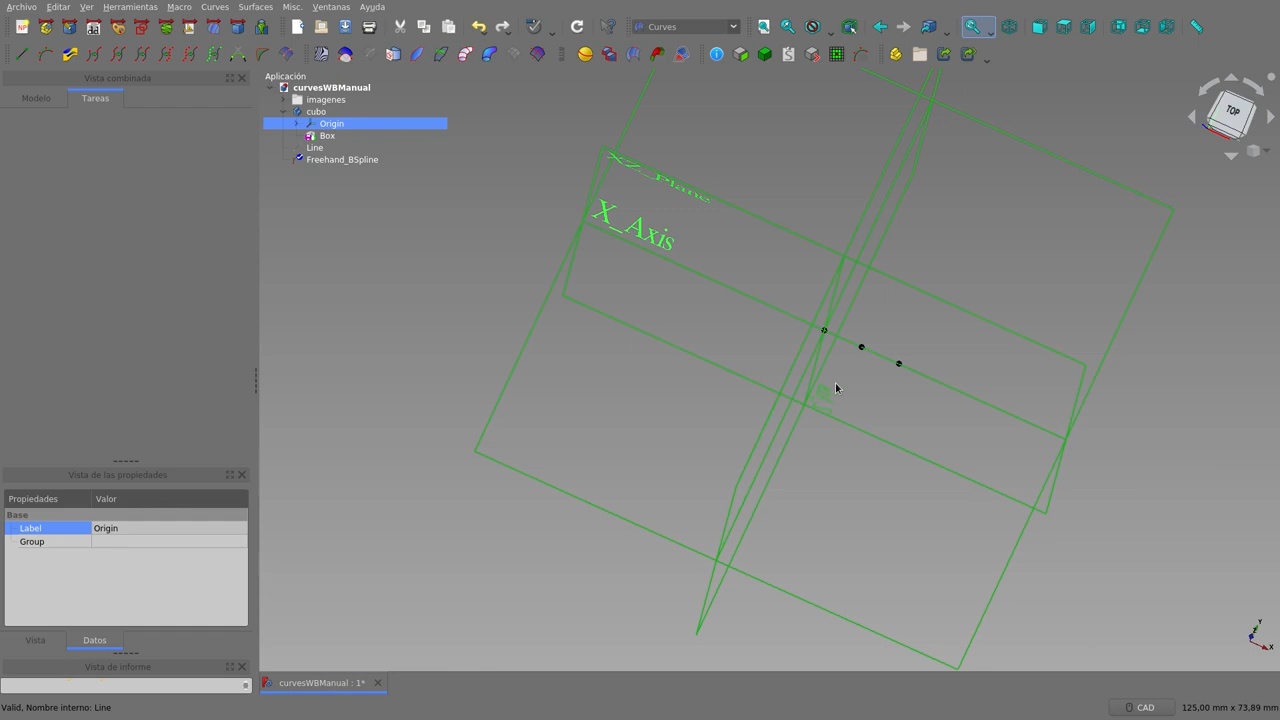 Archivo Editar Ver Herramientas Macro Curves Surfaces Misc. Ventanas Ayuda
Curves
Vista combinada
Modelo Tareas
Aplicación
curvesWBManual
imagenes
cubo
Origin
Box
Line
Freehand_BSpline
XZ_Plane
X_Axis
TOP
Vista de las propiedades
Propiedades Valor
Base
Label Origin
Group
Vista Datos
Vista de informe
Y
X
curvesWBManual : 1*
Valid, Nombre interno: Line
CAD
125,00 mm x 73,89 mm